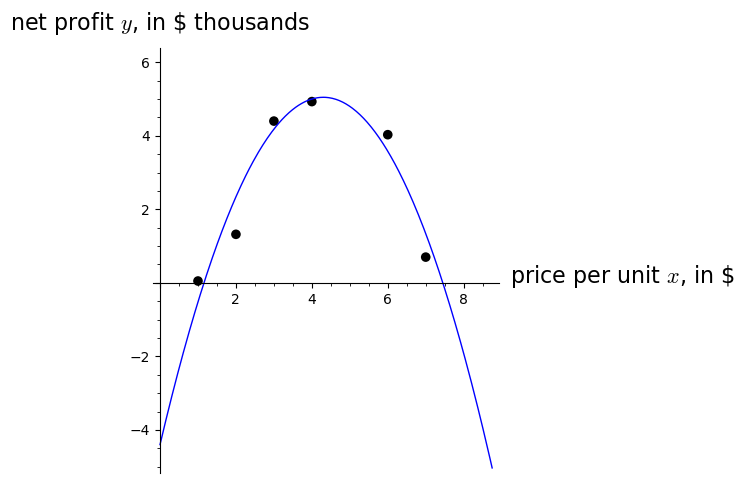 net profit y, in $ thousands
6
4
2
price per unit x, in $
2 4 6 8
−2
−4